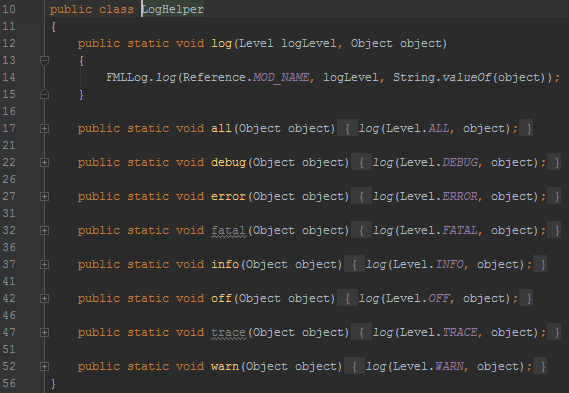 10 public class LogHelper
11 {
12     public static void log(Level logLevel, Object object)
13     {
14         FMLLog.log(Reference.MOD_NAME, logLevel, String.valueOf(object));
15     }
16
17     public static void all(Object object) { log(Level.ALL, object); }
21
22     public static void debug(Object object) { log(Level.DEBUG, object); }
26
27     public static void error(Object object) { log(Level.ERROR, object); }
31
32     public static void fatal(Object object) { log(Level.FATAL, object); }
36
37     public static void info(Object object) { log(Level.INFO, object); }
41
42     public static void off(Object object) { log(Level.OFF, object); }
46
47     public static void trace(Object object) { log(Level.TRACE, object); }
51
52     public static void warn(Object object) { log(Level.WARN, object); }
56 }